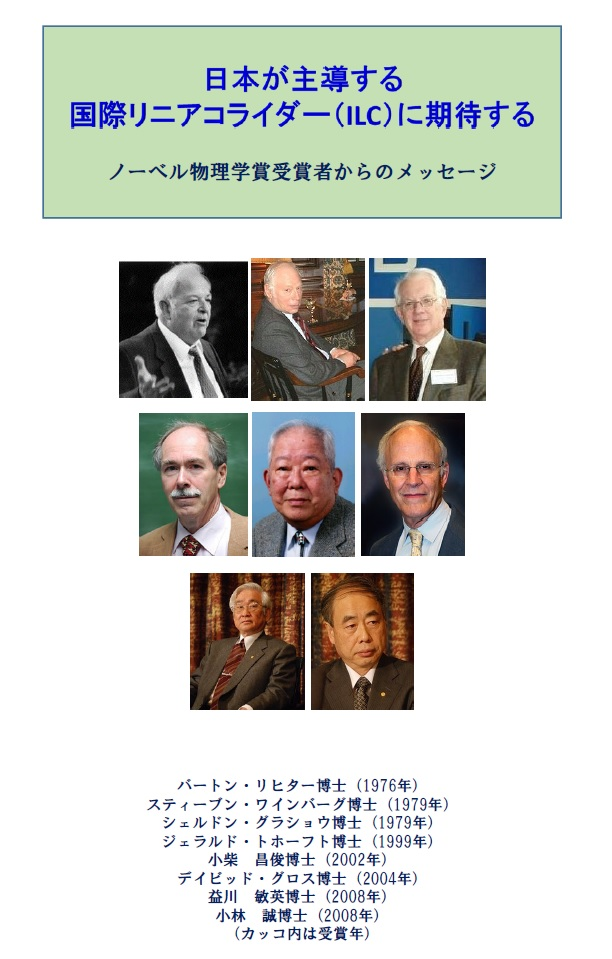 日本が主導する
国際リニアコライダー（ILC）に期待する
ノーベル物理学賞受賞者からのメッセージ
バートン・リヒター博士（1976年）
スティーブン・ワインバーグ博士（1979年）
シェルドン・グラショウ博士（1979年）
ジェラルド・トホーフト博士（1999年）
小柴　昌俊博士（2002年）
デイビッド・グロス博士（2004年）
益川　敏英博士（2008年）
小林　誠博士（2008年）
（カッコ内は受賞年）